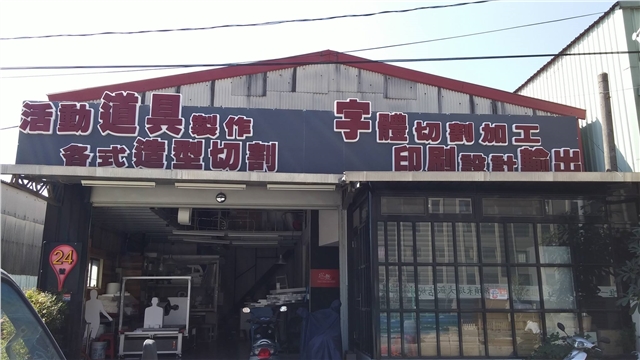 活動道具製作
各式造型切割
字體切割加工
印刷設計輸出
24